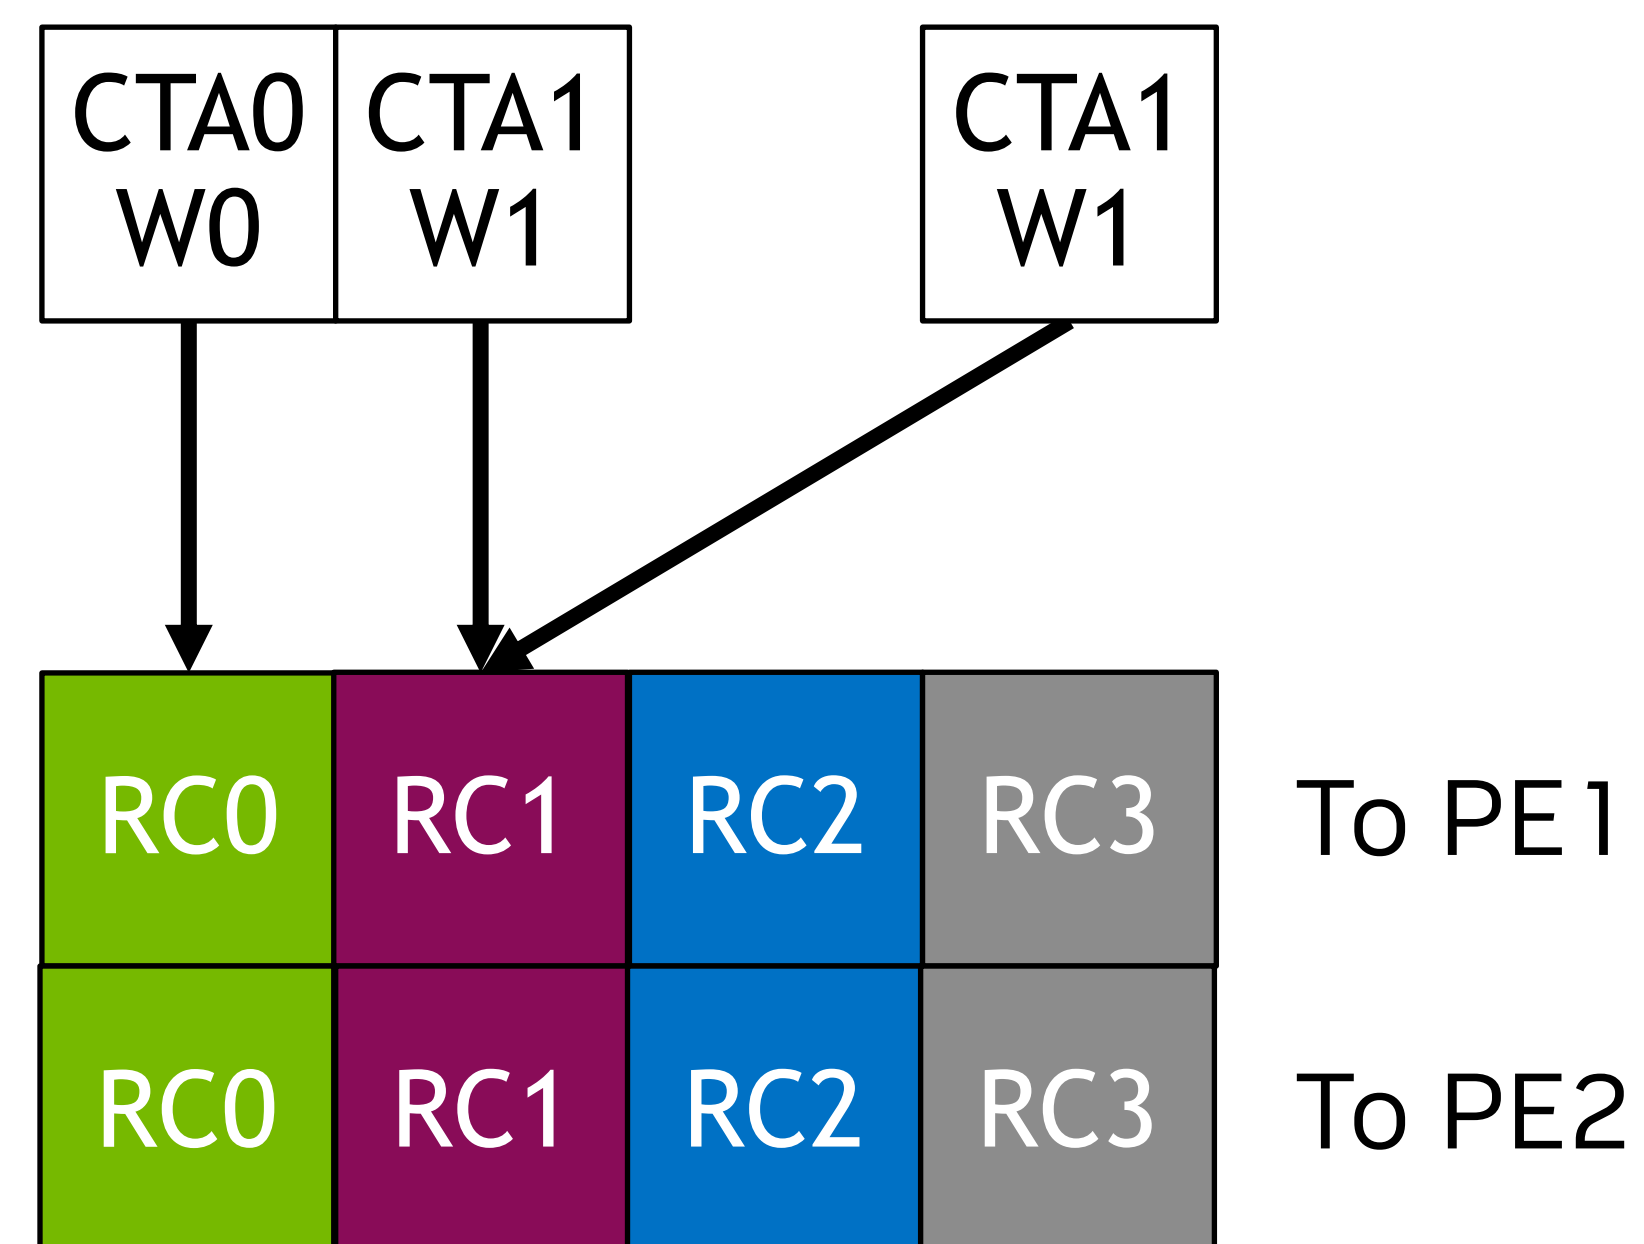 CTA0
W0
CTA1
W1
CTA1
W1
RC0 RC1 RC2 RC3 To PE1
RC0 RC1 RC2 RC3 To PE2